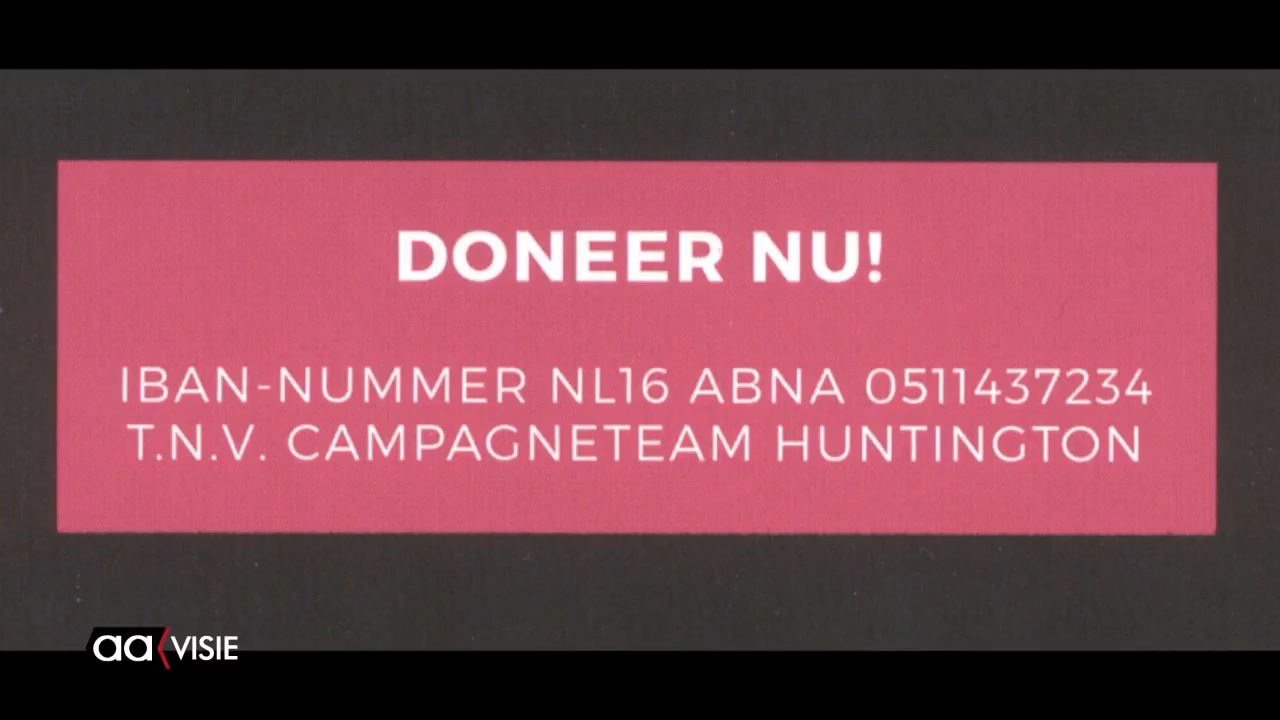 DONEER NU!
IBAN-NUMMER NL16 ABNA 0511437234
T.N.V. CAMPAGNETEAM HUNTINGTON
aa VISIE